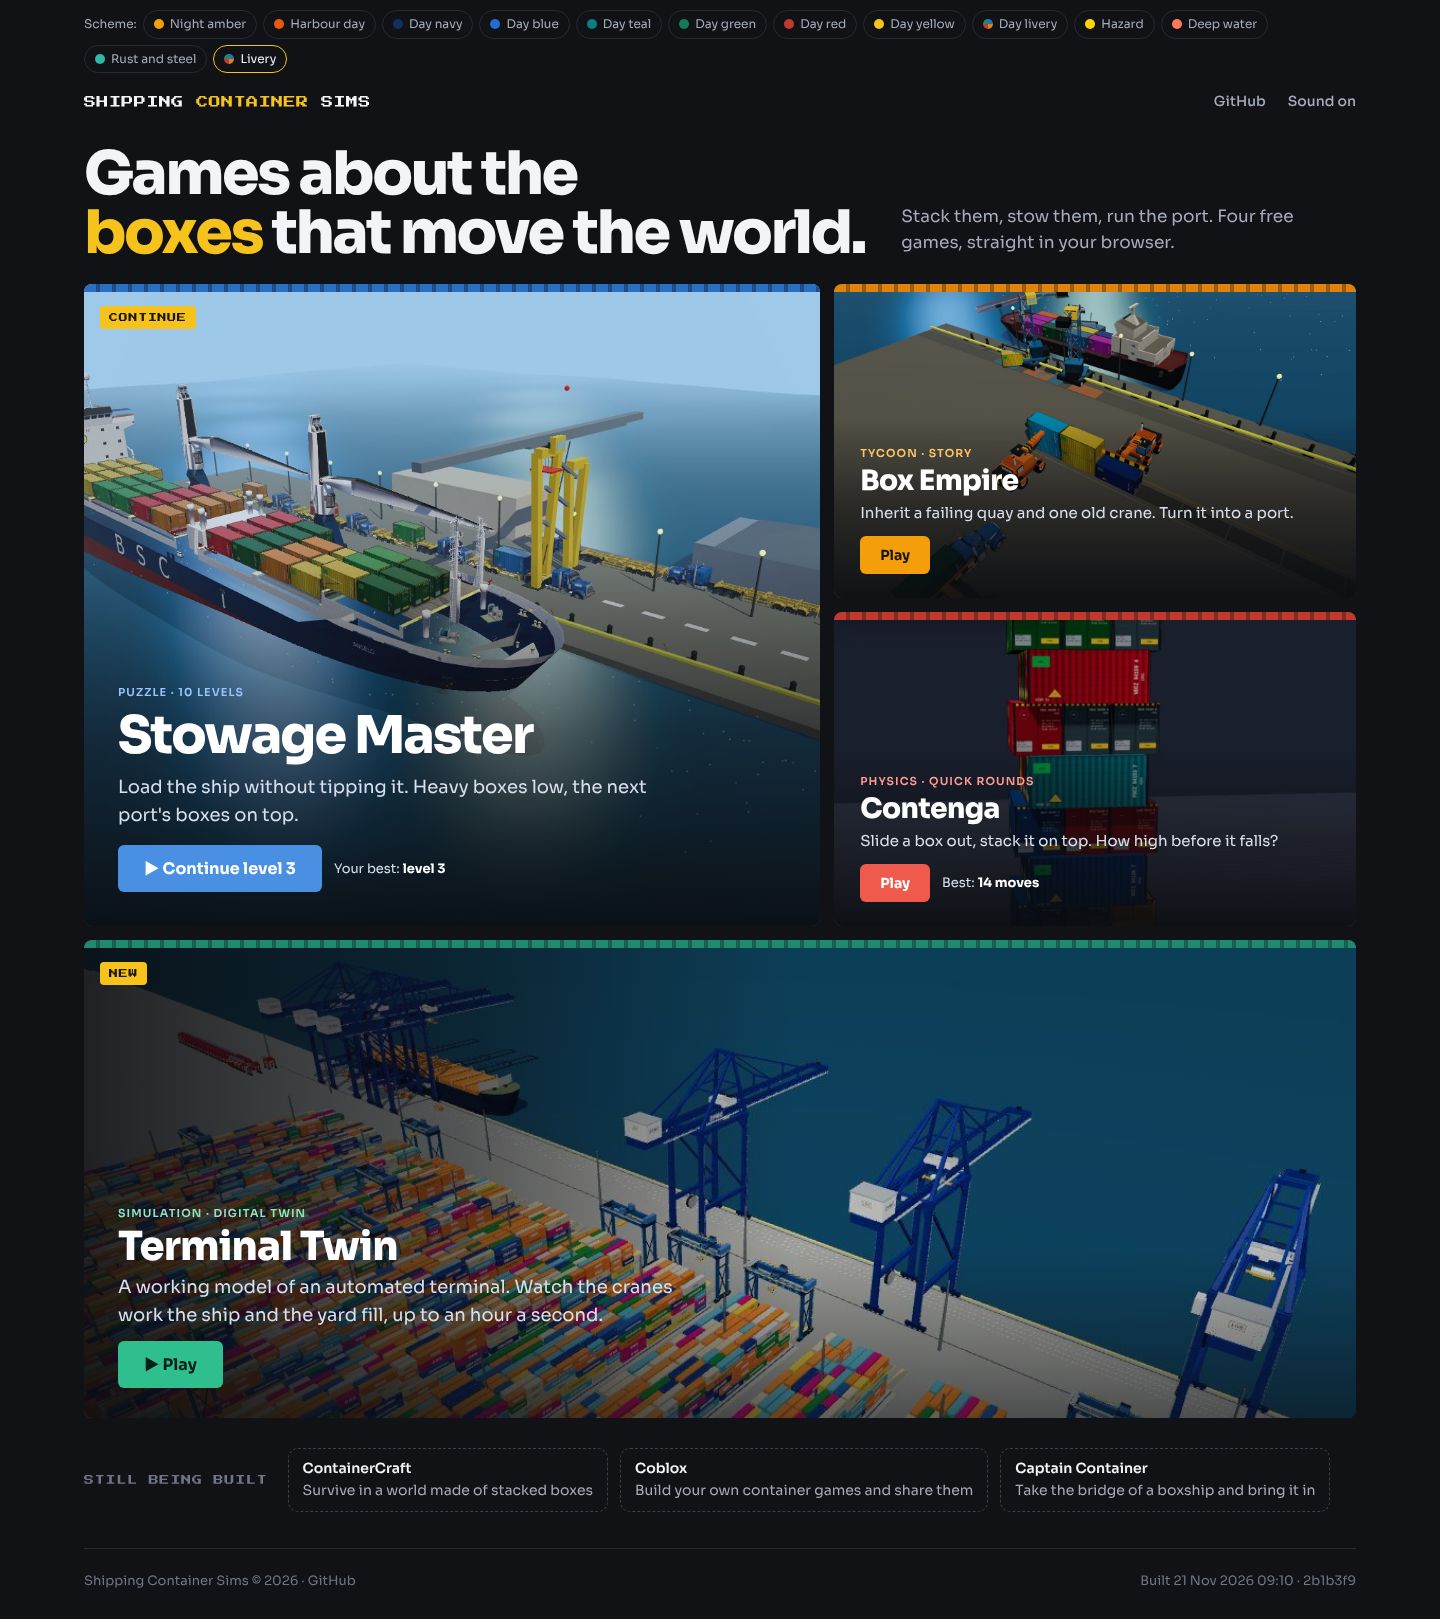 Scheme: Night amber Harbour day Day navy Day blue Day teal Day green Day red Day yellow Day livery Hazard Deep water
Rust and steel Livery
SHIPPING CONTAINER SIMS GitHub Sound on
Games about the
boxes that move the world.
Stack them, stow them, run the port. Four free
games, straight in your browser.
CONTINUE
BSC
PUZZLE · 10 LEVELS
Stowage Master
Load the ship without tipping it. Heavy boxes low, the next
port's boxes on top.
▶ Continue level 3 Your best: level 3
TYCOON · STORY
Box Empire
Inherit a failing quay and one old crane. Turn it into a port.
Play
PHYSICS · QUICK ROUNDS
Contenga
Slide a box out, stack it on top. How high before it falls?
Play Best: 14 moves
NEW
SIMULATION · DIGITAL TWIN
Terminal Twin
A working model of an automated terminal. Watch the cranes
work the ship and the yard fill, up to an hour a second.
▶ Play
STILL BEING BUILT
ContainerCraft
Survive in a world made of stacked boxes
Coblox
Build your own container games and share them
Captain Container
Take the bridge of a boxship and bring it in
Shipping Container Sims © 2026 · GitHub Built 21 Nov 2026 09:10 · 2b1b3f9